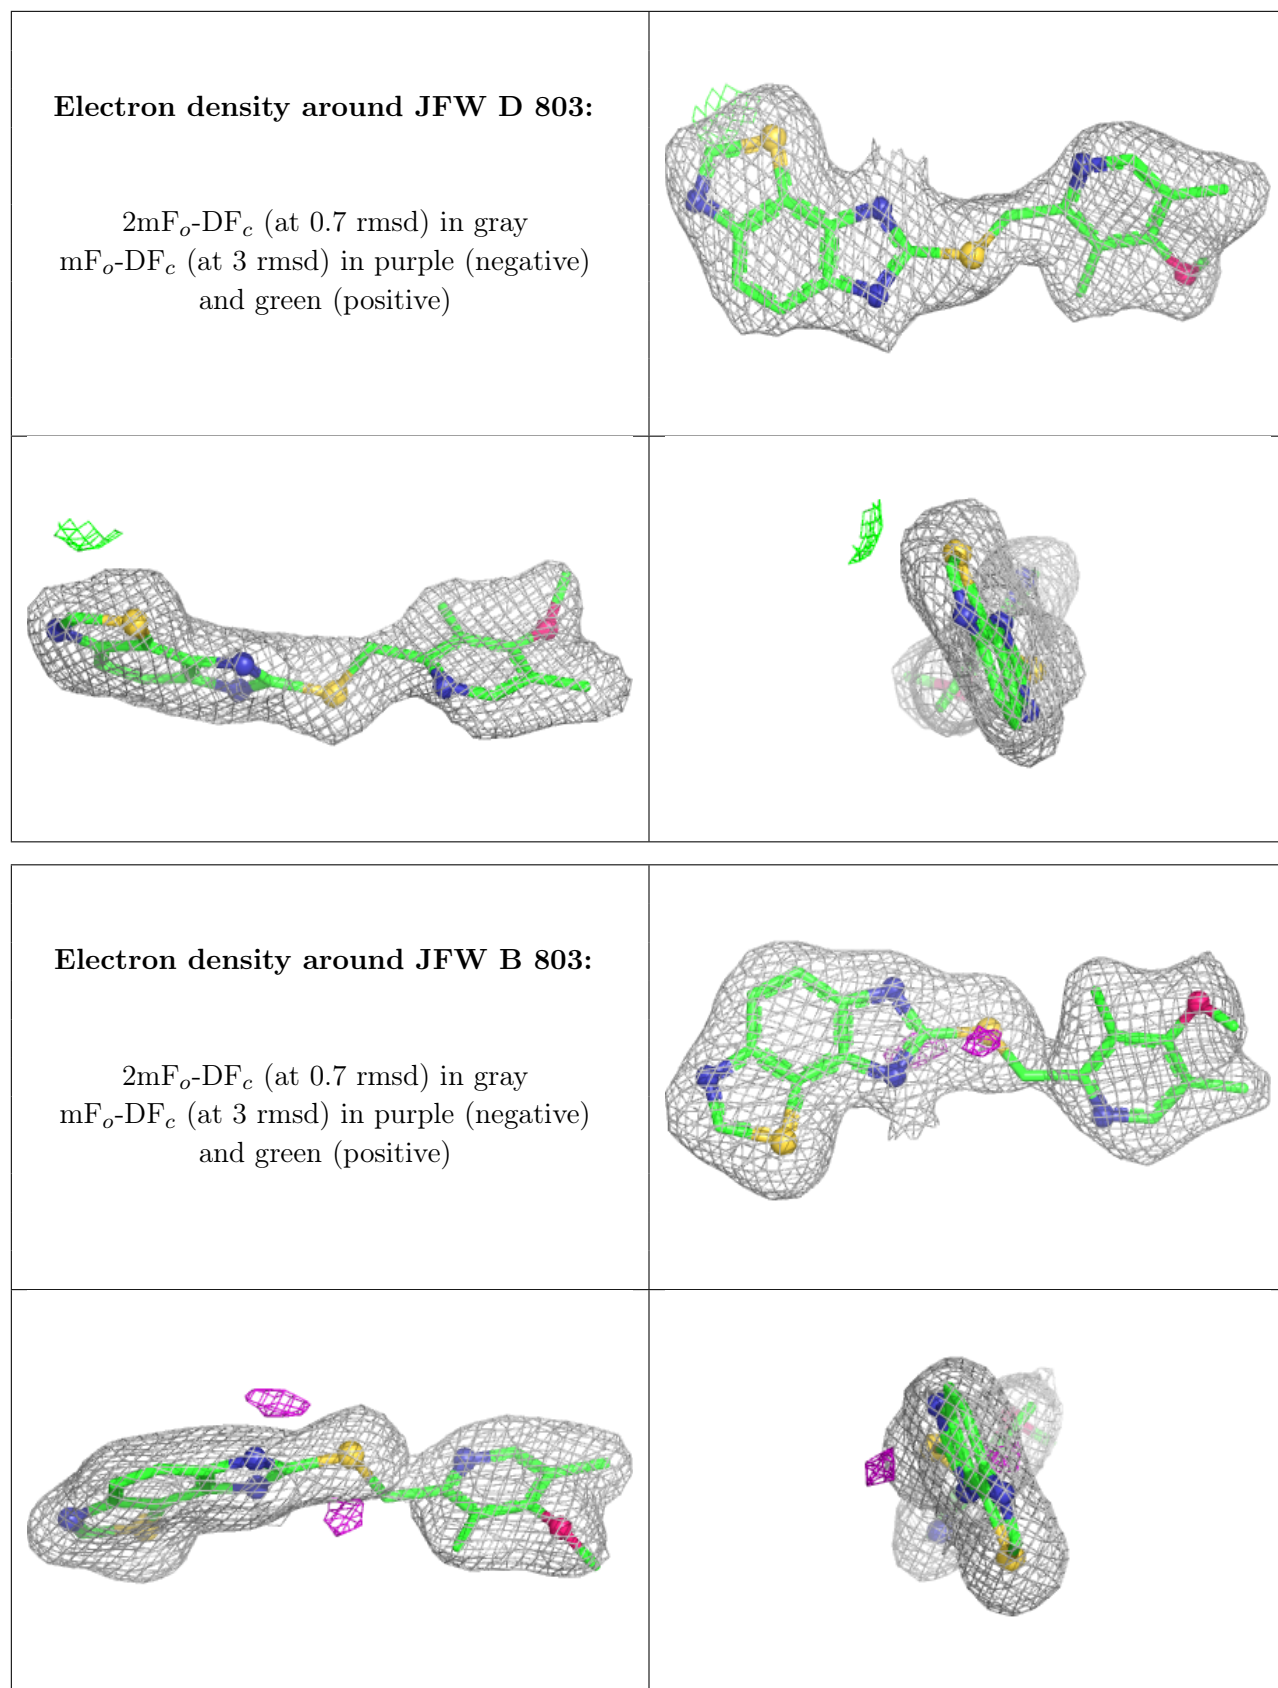 Electron density around JFW D 803:
2mFo-DFc (at 0.7 rmsd) in gray
mFo-DFc (at 3 rmsd) in purple (negative)
and green (positive)
Electron density around JFW B 803:
2mFo-DFc (at 0.7 rmsd) in gray
mFo-DFc (at 3 rmsd) in purple (negative)
and green (positive)